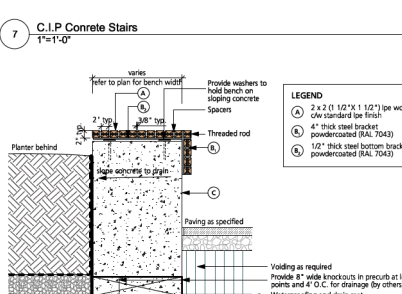 7
C.I.P Conrete Stairs
1"=1'-0"
varies
refer to plan for bench width
A
B
Provide washers to
hold bench on
sloping concrete
Spacers
2" typ.
3/8" typ.
2" typ.
Threaded rod
B
Planter behind
slope concrete to drain
C
Paving as specified
Voiding as required
Provide 8" wide knockouts in precurb at l
points and 4' O.C. for drainage (by others
LEGEND
A 2 x 2 (1 1/2"X 1 1/2") Ipe wo
c/w standard Ipe finish
B 4" thick steel bracket
powdercoated (RAL 7043)
B 1/2" thick steel bottom brack
powdercoated (RAL 7043)